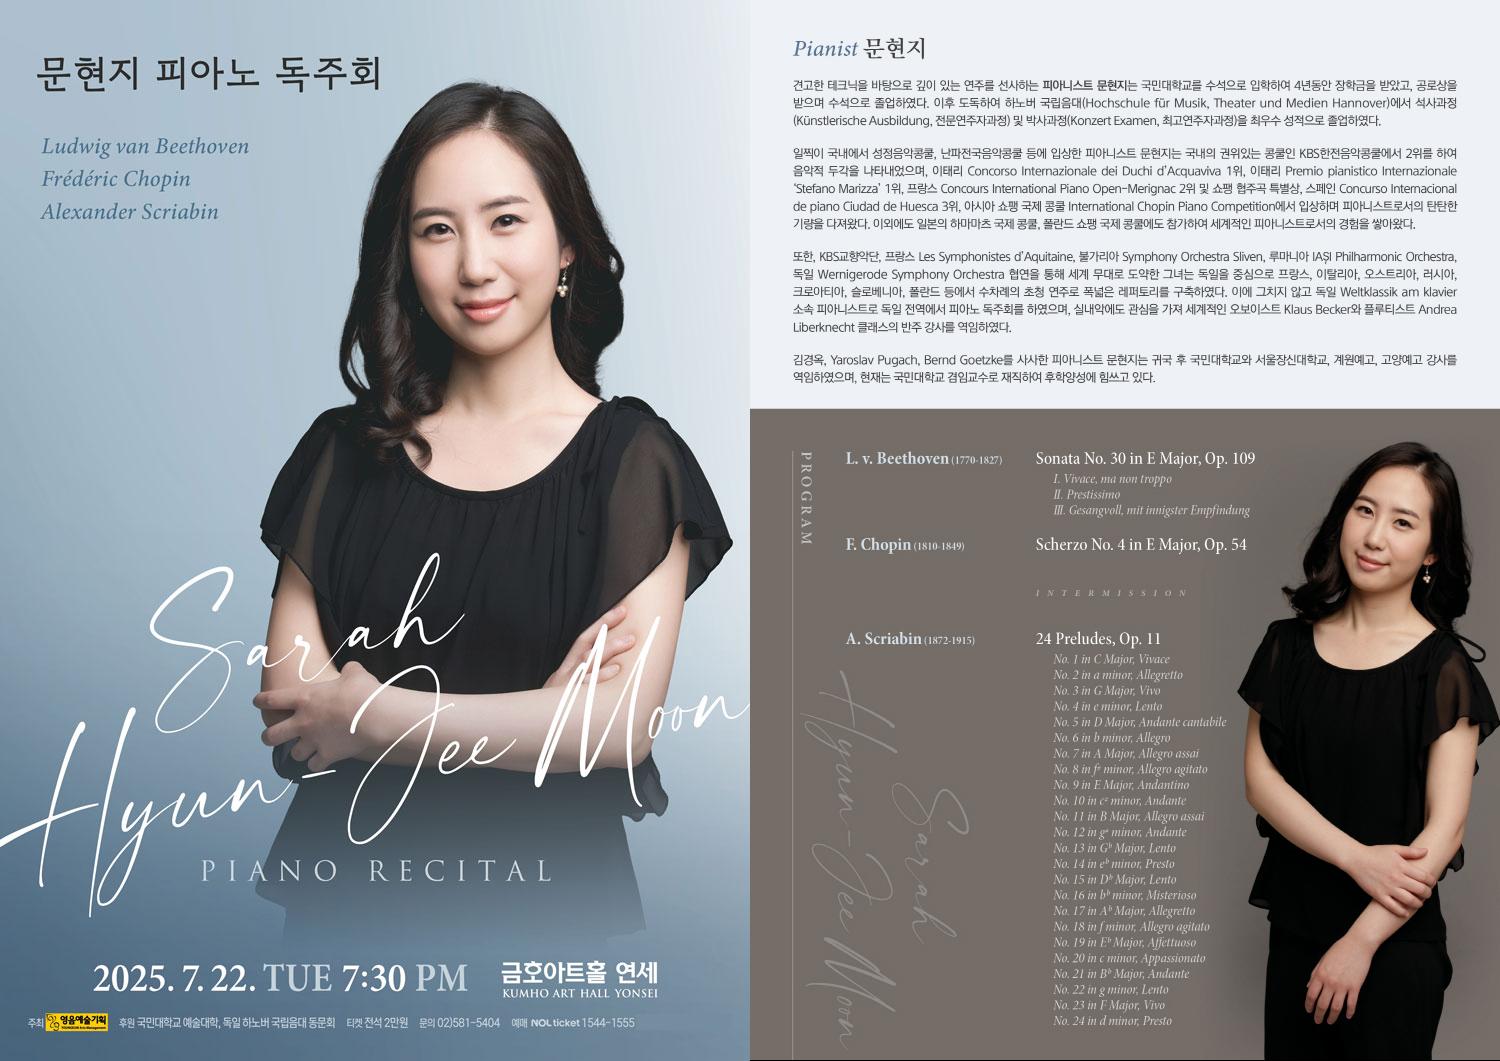 문현지 피아노 독주회
Ludwig van Beethoven
Frédéric Chopin
Alexander Scriabin
Sarah
Hyun-Jee Moon
PIANO RECITAL
2025. 7. 22. TUE 7:30 PM
금호아트홀 연세
KUMHO ART HALL YONSEI
주최 영음예술기획 후원 국민대학교 예술대학, 독일 하노버 국립음대 동문회 티켓 전석 2만원 문의 02)581-5404 예매 NOL ticket 1544-1555
Pianist 문현지
견고한 테크닉을 바탕으로 깊이 있는 연주를 선사하는 피아니스트 문현지는 국민대학교를 수석으로 입학하여 4년동안 장학금을 받았고, 공로상을
받으며 수석으로 졸업하였다. 이후 도독하여 하노버 국립음대(Hochschule für Musik, Theater und Medien Hannover)에서 석사과정
(Künstlerische Ausbildung, 전문연주자과정) 및 박사과정(Konzert Examen, 최고연주자과정)을 최우수 성적으로 졸업하였다.
일찍이 국내에서 성정음악콩쿨, 난파전국음악콩쿨 등에 입상한 피아니스트 문현지는 국내의 권위있는 콩쿨인 KBS한전음악콩쿨에서 2위를 하여
음악적 두각을 나타내었으며, 이태리 Concorso Internazionale dei Duchi d'Acquaviva 1위, 이태리 Premio pianistico Internazionale
'Stefano Marizza' 1위, 프랑스 Concours International Piano Open-Merignac 2위 및 쇼팽 협주곡 특별상, 스페인 Concurso Internacional
de piano Ciudad de Huesca 3위, 아시아 쇼팽 국제 콩쿨 International Chopin Piano Competition에서 입상하며 피아니스트로서의 탄탄한
기량을 다져왔다. 이외에도 일본의 하마마츠 국제 콩쿨, 폴란드 쇼팽 국제 콩쿨에도 참가하여 세계적인 피아니스트로서의 경험을 쌓아왔다.
또한, KBS교향악단, 프랑스 Les Symphonistes d'Aquitaine, 불가리아 Symphony Orchestra Sliven, 루마니아 IAȘI Philharmonic Orchestra,
독일 Wernigerode Symphony Orchestra 협연을 통해 세계 무대로 도약한 그녀는 독일을 중심으로 프랑스, 이탈리아, 오스트리아, 러시아,
크로아티아, 슬로베니아, 폴란드 등에서 수차례의 초청 연주로 폭넓은 레퍼토리를 구축하였다. 이에 그치지 않고 독일 Weltklassik am klavier
소속 피아니스트로 독일 전역에서 피아노 독주회를 하였으며, 실내악에도 관심을 가져 세계적인 오보이스트 Klaus Becker와 플루티스트 Andrea
Liberknecht 클래스의 반주 강사를 역임하였다.
김경옥, Yaroslav Pugach, Bernd Goetzke를 사사한 피아니스트 문현지는 귀국 후 국민대학교와 서울장신대학교, 계원예고, 고양예고 강사를
역임하였으며, 현재는 국민대학교 겸임교수로 재직하여 후학양성에 힘쓰고 있다.
PROGRAM
L. v. Beethoven (1770-1827) Sonata No. 30 in E Major, Op. 109
I. Vivace, ma non troppo
II. Prestissimo
III. Gesangvoll, mit innigster Empfindung
F. Chopin (1810-1849) Scherzo No. 4 in E Major, Op. 54
INTERMISSION
A. Scriabin (1872-1915) 24 Preludes, Op. 11
No. 1 in C Major, Vivace
No. 2 in a minor, Allegretto
No. 3 in G Major, Vivo
No. 4 in e minor, Lento
No. 5 in D Major, Andante cantabile
No. 6 in b minor, Allegro
No. 7 in A Major, Allegro assai
No. 8 in f# minor, Allegro agitato
No. 9 in E Major, Andantino
No. 10 in c# minor, Andante
No. 11 in B Major, Allegro assai
No. 12 in g# minor, Andante
No. 13 in G♭ Major, Lento
No. 14 in e♭ minor, Presto
No. 15 in D♭ Major, Lento
No. 16 in b♭ minor, Misterioso
No. 17 in A♭ Major, Allegretto
No. 18 in f minor, Allegro agitato
No. 19 in E♭ Major, Affettuoso
No. 20 in c minor, Appassionato
No. 21 in B♭ Major, Andante
No. 22 in g minor, Lento
No. 23 in F Major, Vivo
No. 24 in d minor, Presto
Sarah
Hyun-Jee Moon